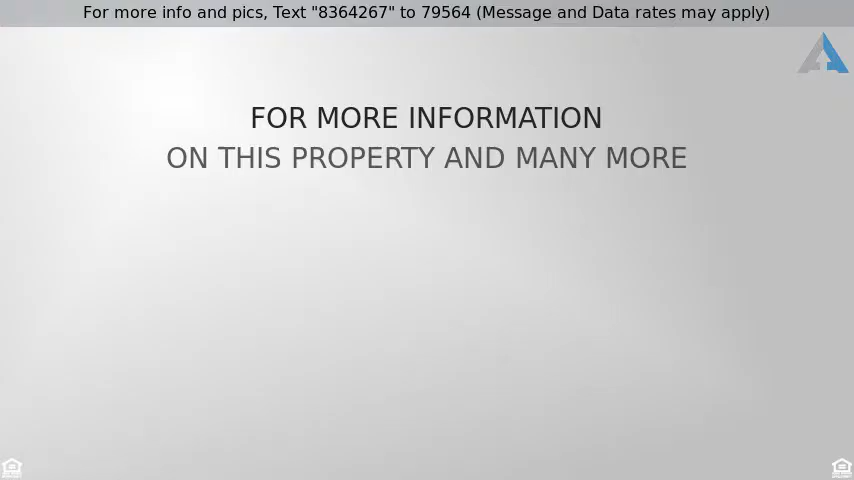 For more info and pics, Text "8364267" to 79564 (Message and Data rates may apply)
FOR MORE INFORMATION
ON THIS PROPERTY AND MANY MORE